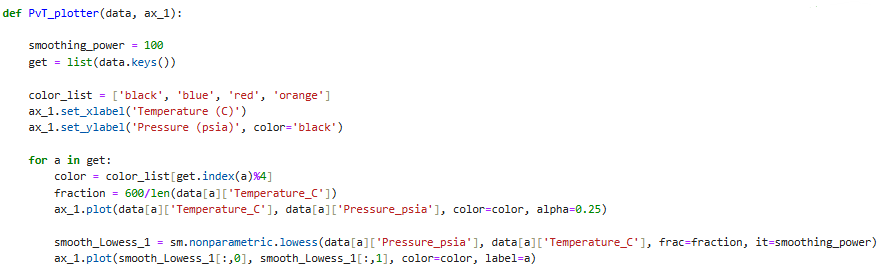 def PvT_plotter(data, ax_1):
    smoothing_power = 100
    get = list(data.keys())
    color_list = ['black', 'blue', 'red', 'orange']
    ax_1.set_xlabel('Temperature (C)')
    ax_1.set_ylabel('Pressure (psia)', color='black')
    for a in get:
        color = color_list[get.index(a)%4]
        fraction = 600/len(data[a]['Temperature_C'])
        ax_1.plot(data[a]['Temperature_C'], data[a]['Pressure_psia'], color=color, alpha=0.25)
        smooth_Lowess_1 = sm.nonparametric.lowess(data[a]['Pressure_psia'], data[a]['Temperature_C'], frac=fraction, it=smoothing_power)
        ax_1.plot(smooth_Lowess_1[:,0], smooth_Lowess_1[:,1], color=color, label=a)